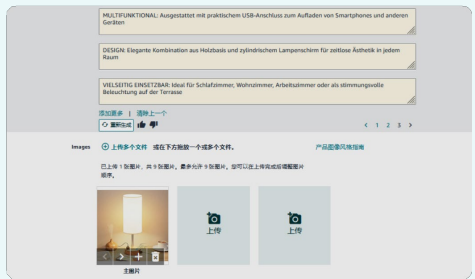 MULTIFUNKTIONAL: Ausgestattet mit praktischem USB-Anschluss zum Aufladen von Smartphones und anderen
Geräten
DESIGN: Elegante Kombination aus Holzbasis und zylindrischem Lampenschirm für zeitlose Ästhetik in jedem
Raum
VIELSEITIG EINSETZBAR: Ideal für Schlafzimmer, Wohnzimmer, Arbeitszimmer oder als stimmungsvolle
Beleuchtung auf der Terrasse
添加更多 | 清除上一个
重新生成
< 1 2 3 >
Images 上传多个文件 或在下方拖放一个或多个文件。 产品图像风格指南
已上传 1 张图片，共 9 张图片。最多允许 9 张图片。您可以在上传完成后调整图片
顺序。
上传 上传
主图片